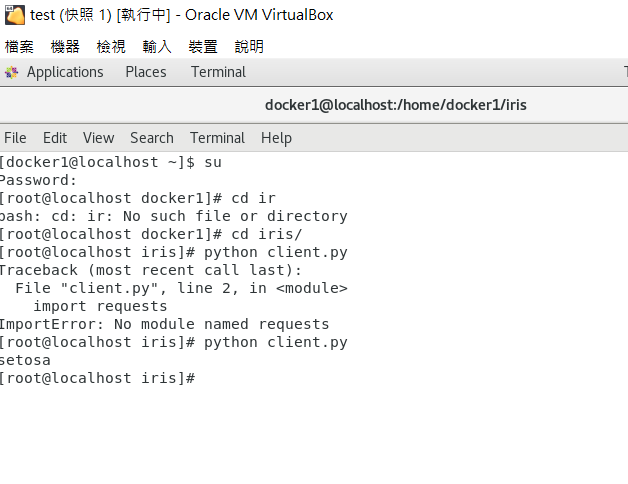 test (快照 1) [執行中] - Oracle VM VirtualBox
檔案 機器 檢視 輸入 裝置 說明
Applications Places Terminal
docker1@localhost:/home/docker1/iris
File Edit View Search Terminal Help
[docker1@localhost ~]$ su
Password:
[root@localhost docker1]# cd ir
bash: cd: ir: No such file or directory
[root@localhost docker1]# cd iris/
[root@localhost iris]# python client.py
Traceback (most recent call last):
File "client.py", line 2, in <module>
import requests
ImportError: No module named requests
[root@localhost iris]# python client.py
setosa
[root@localhost iris]#